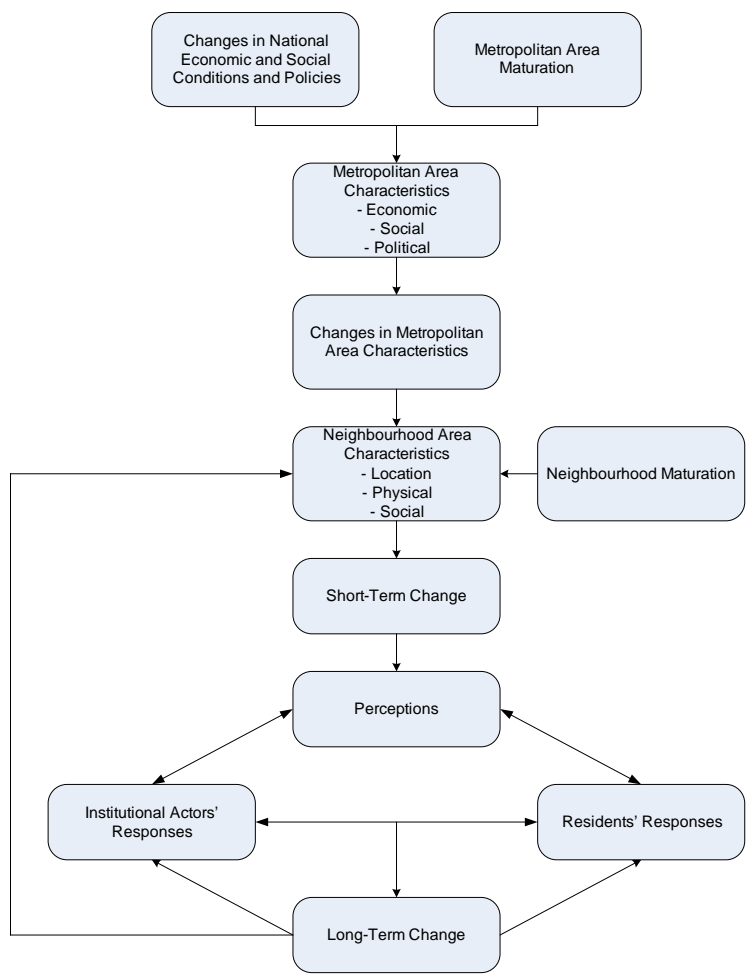 Changes in National
Economic and Social
Conditions and Policies
Metropolitan Area
Maturation
Metropolitan Area
Characteristics
- Economic
- Social
- Political
Changes in Metropolitan
Area Characteristics
Neighbourhood Area
Characteristics
- Location
- Physical
- Social
Neighbourhood Maturation
Short-Term Change
Perceptions
Institutional Actors’
Responses
Residents’ Responses
Long-Term Change